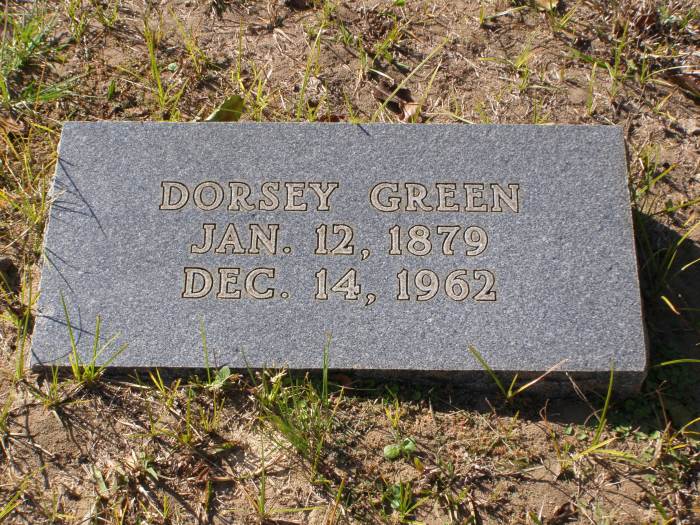 DORSEY GREEN
JAN. 12, 1879
DEC. 14, 1962